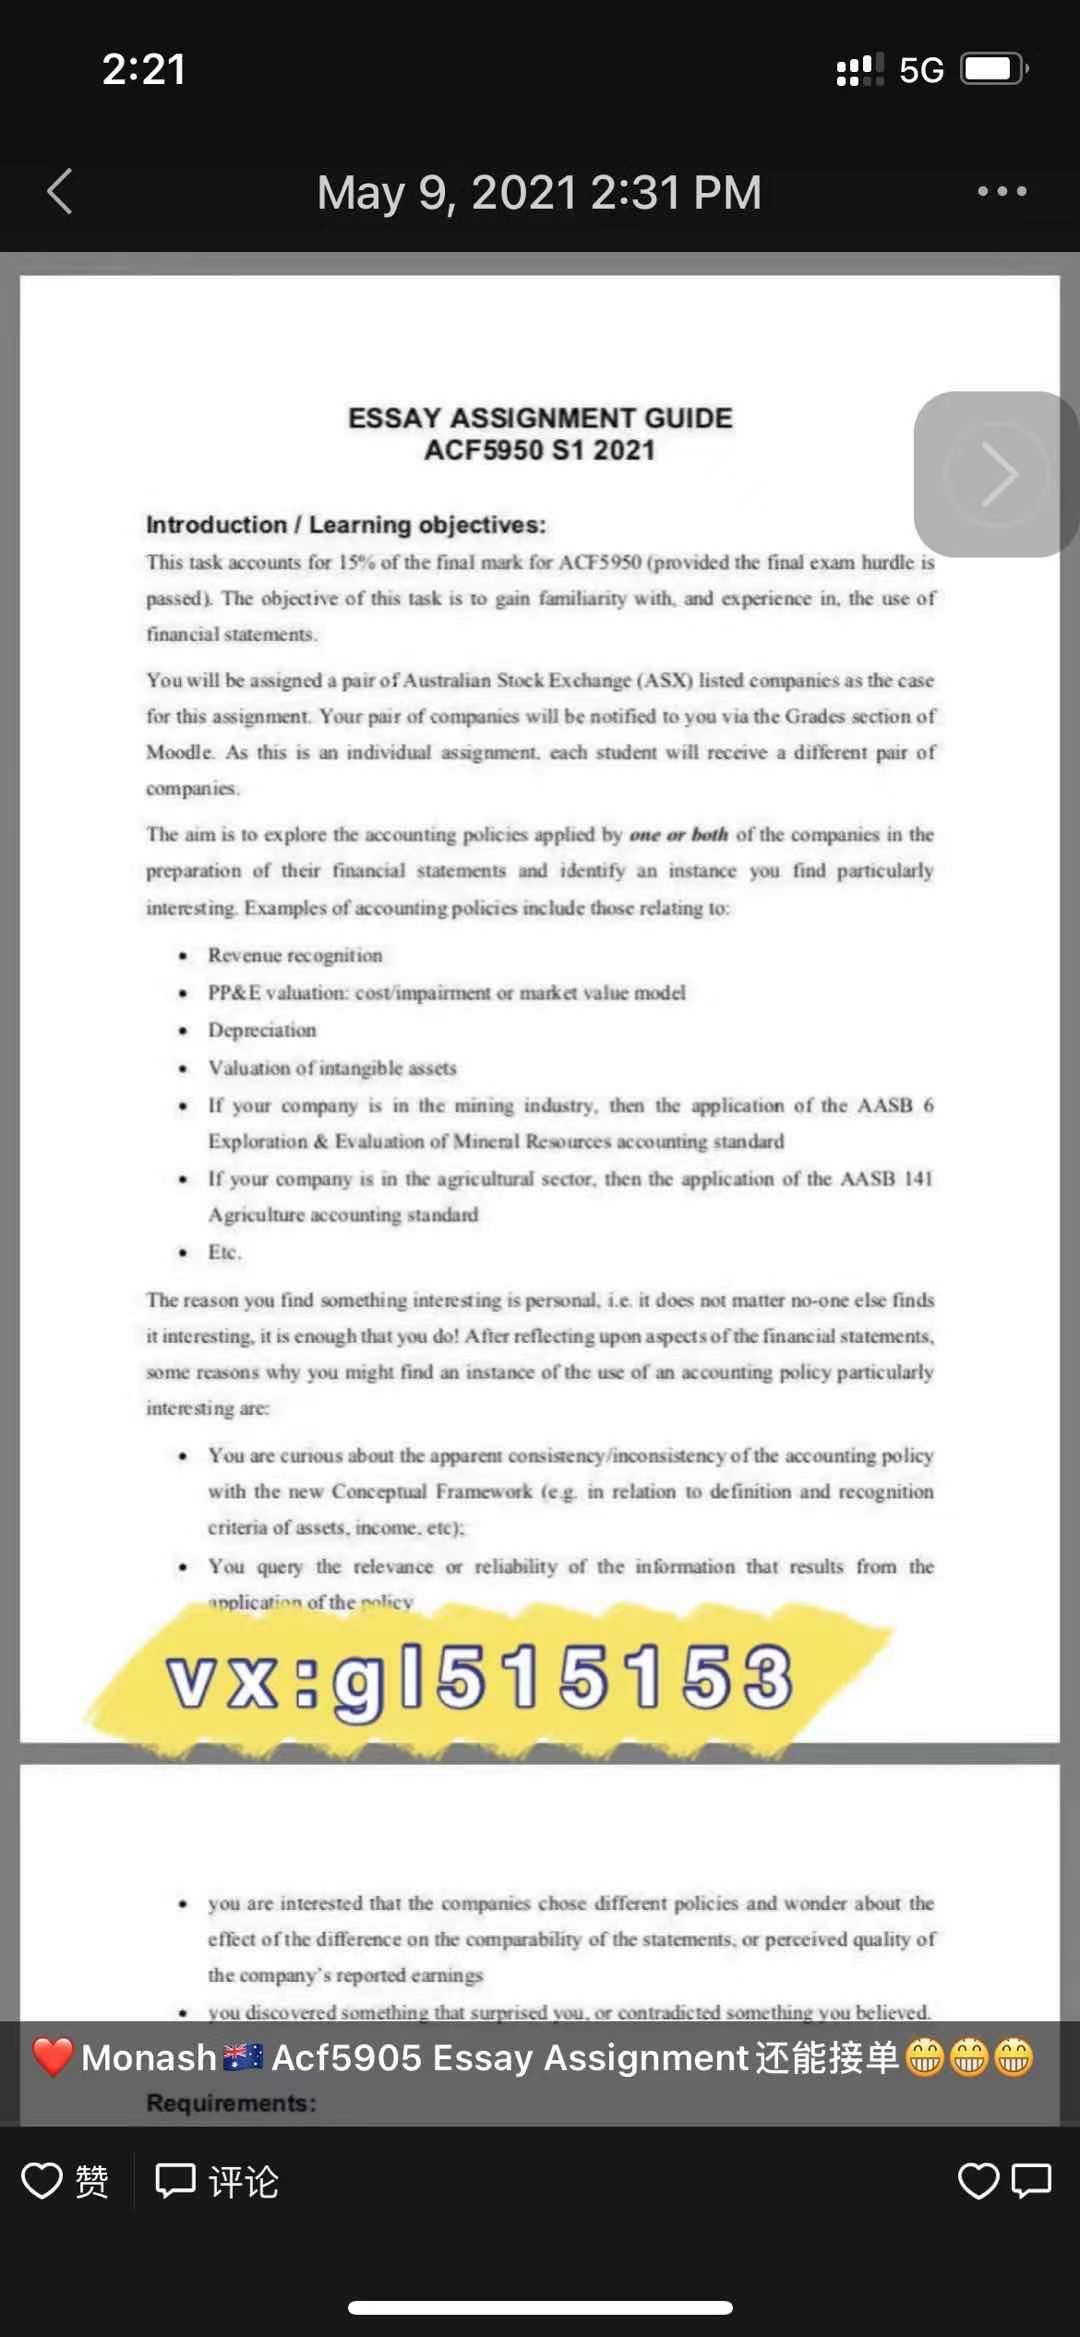 2:21
5G
May 9, 2021 2:31 PM
ESSAY ASSIGNMENT GUIDE
ACF5950 S1 2021
Introduction / Learning objectives:
This task accounts for 15% of the final mark for ACF5950 (provided the final exam hurdle is
passed). The objective of this task is to gain familiarity with, and experience in, the use of
financial statements.
You will be assigned a pair of Australian Stock Exchange (ASX) listed companies as the case
for this assignment. Your pair of companies will be notified to you via the Grades section of
Moodle. As this is an individual assignment, each student will receive a different pair of
companies.
The aim is to explore the accounting policies applied by one or both of the companies in the
preparation of their financial statements and identify an instance you find particularly
interesting. Examples of accounting policies include those relating to:
• Revenue recognition
• PP&E valuation: cost/impairment or market value model
• Depreciation
• Valuation of intangible assets
• If your company is in the mining industry, then the application of the AASB 6
Exploration & Evaluation of Mineral Resources accounting standard
• If your company is in the agricultural sector, then the application of the AASB 141
Agriculture accounting standard
• Etc.
The reason you find something interesting is personal, i.e. it does not matter no-one else finds
it interesting, it is enough that you do! After reflecting upon aspects of the financial statements,
some reasons why you might find an instance of the use of an accounting policy particularly
interesting are:
• You are curious about the apparent consistency/inconsistency of the accounting policy
with the new Conceptual Framework (e.g. in relation to definition and recognition
criteria of assets, income, etc);
• You query the relevance or reliability of the information that results from the
application of the policy
vx:gl515153
• you are interested that the companies chose different policies and wonder about the
effect of the difference on the comparability of the statements, or perceived quality of
the company's reported earnings
• you discovered something that surprised you, or contradicted something you believed.
❤️Monash🇦🇺Acf5905 Essay Assignment还能接单😁😁😁
Requirements:
赞 评论